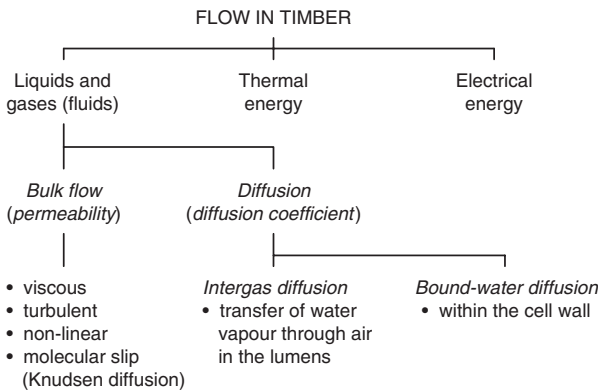 FLOW IN TIMBER
Liquids and
gases (fluids)
Thermal
energy
Electrical
energy
Bulk flow
(permeability)
Diffusion
(diffusion coefficient)
• viscous
• turbulent
• non-linear
• molecular slip
(Knudsen diffusion)
Intergas diffusion
• transfer of water
vapour through air
in the lumens
Bound-water diffusion
• within the cell wall